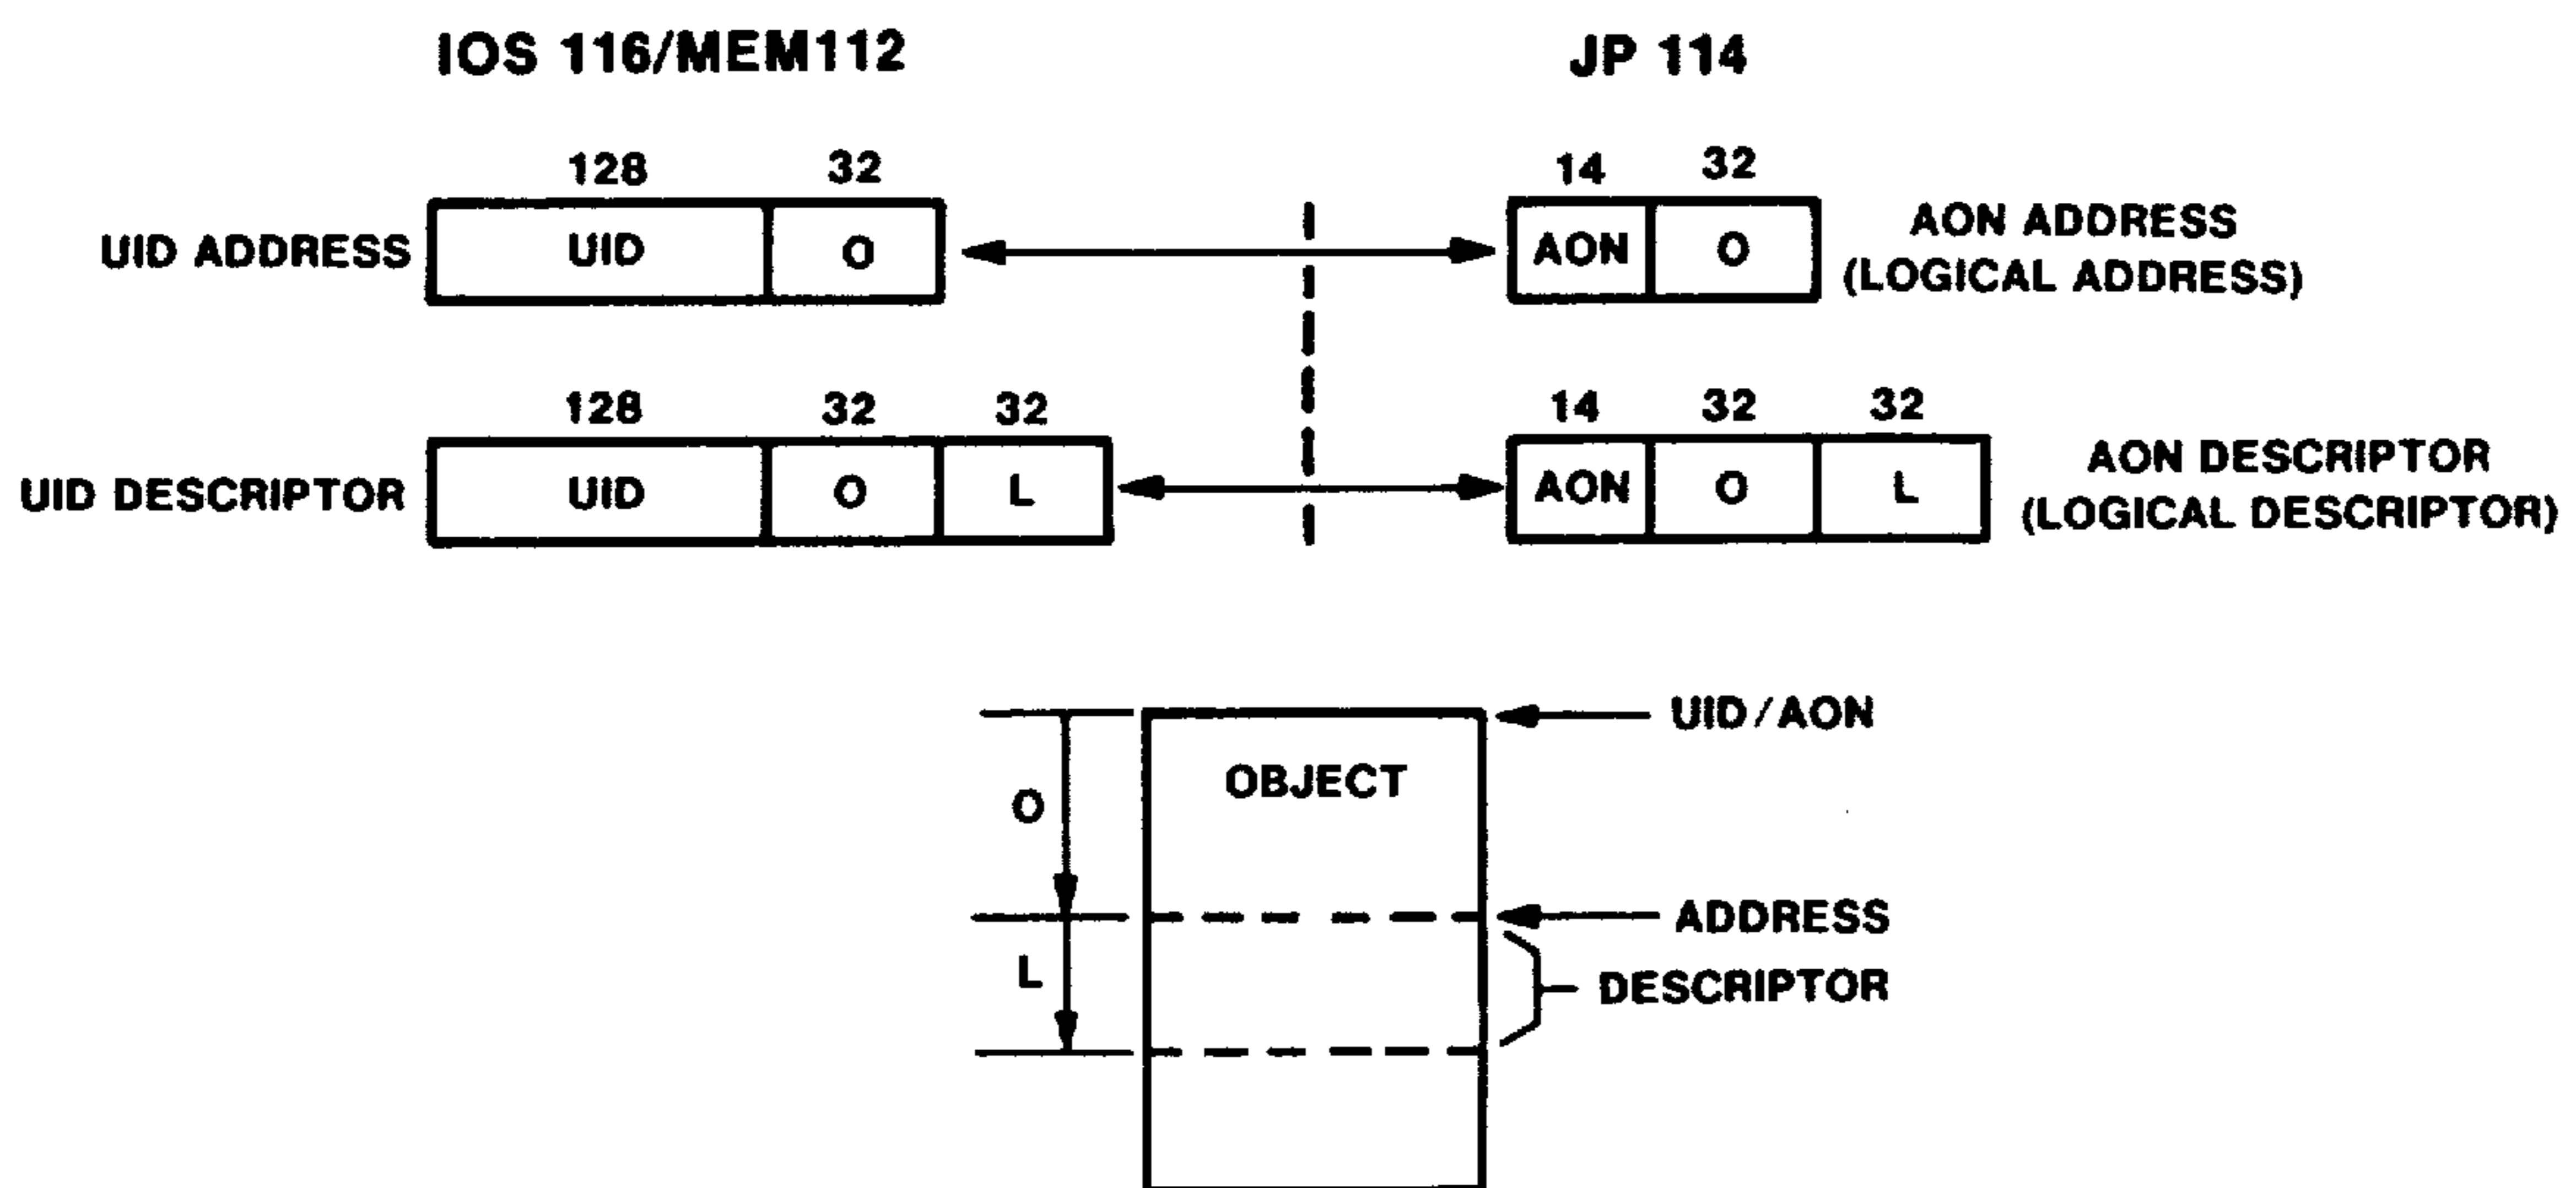 IOS 116/MEM112
JP 114
128 32
14 32
UID ADDRESS UID O
AON O AON ADDRESS
(LOGICAL ADDRESS)
128 32 32
14 32 32
UID DESCRIPTOR UID O L
AON O L AON DESCRIPTOR
(LOGICAL DESCRIPTOR)
UID/AON
OBJECT
O
ADDRESS
L
DESCRIPTOR